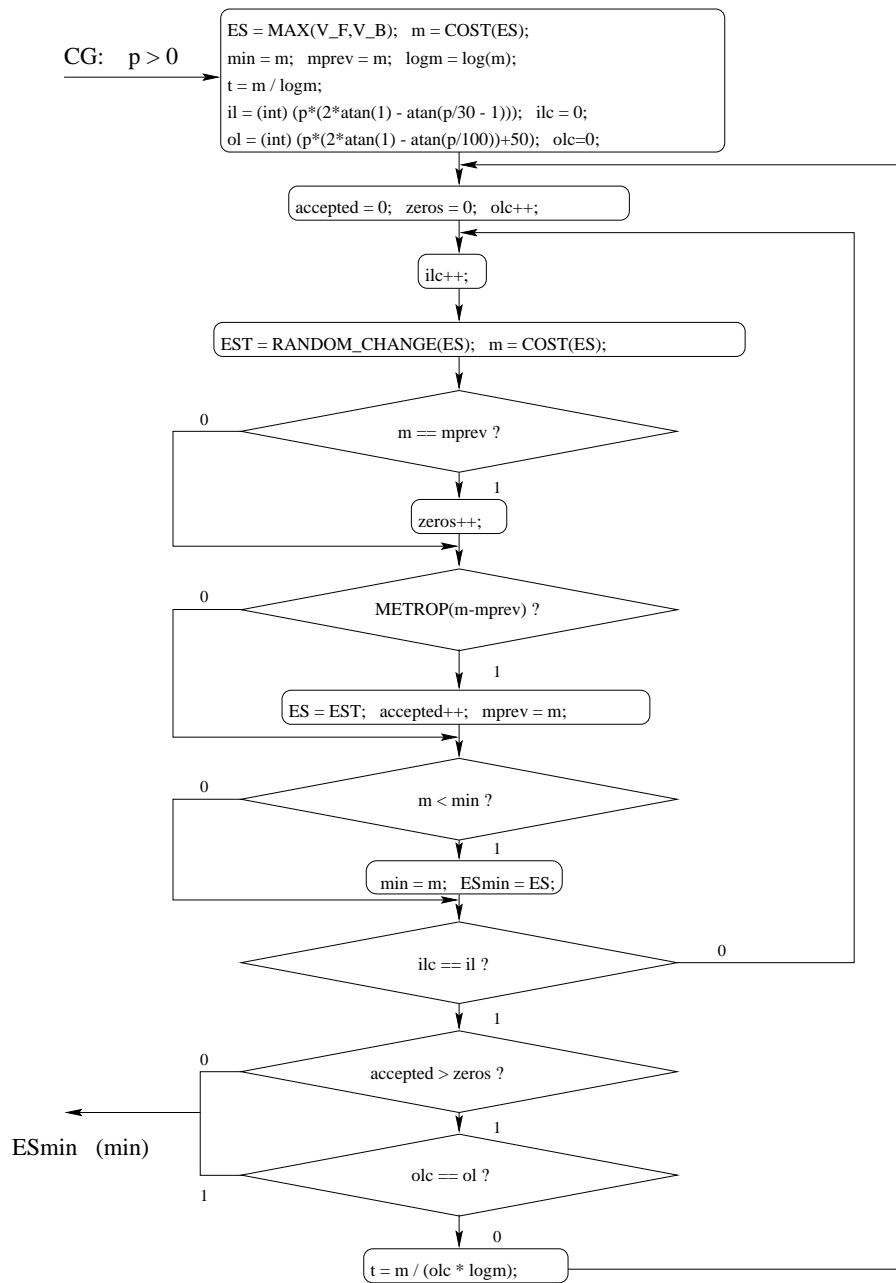 ES = MAX(V_F,V_B); m = COST(ES);
CG: p > 0
min = m; mprev = m; logm = log(m);
t = m / logm;
il = (int) (p*(2*atan(1) - atan(p/30 - 1))); ilc = 0;
ol = (int) (p*(2*atan(1) - atan(p/100))+50); olc=0;
accepted = 0; zeros = 0; olc++;
ilc++;
EST = RANDOM_CHANGE(ES); m = COST(ES);
0
m == mprev ?
1
zeros++;
0
METROP(m-mprev) ?
1
ES = EST; accepted++; mprev = m;
0
m < min ?
1
min = m; ESmin = ES;
ilc == il ?
0
1
0
accepted > zeros ?
1
ESmin (min)
olc == ol ?
1
0
t = m / (olc * logm);